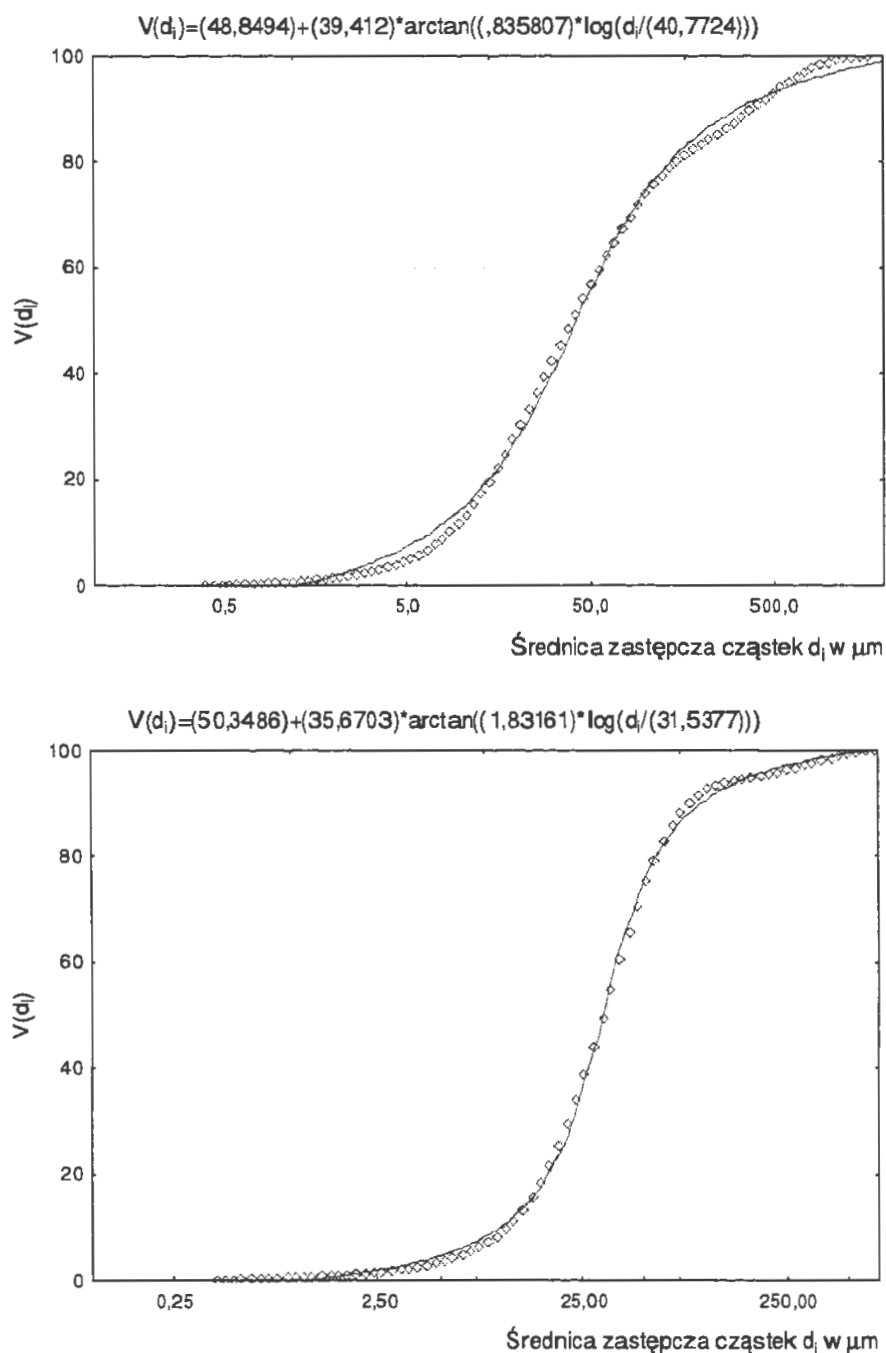 V(dᵢ)=(48,8494)+(39,412)*arctan((,835807)*log(dᵢ/(40,7724)))
100
80
60
40
20
0
V(dᵢ)
0,5 5,0 50,0 500,0
Średnica zastępcza cząstek dᵢ w μm
V(dᵢ)=(50,3486)+(35,6703)*arctan((1,83161)*log(dᵢ/(31,5377)))
100
80
60
40
20
0
V(dᵢ)
0,25 2,50 25,00 250,00
Średnica zastępcza cząstek dᵢ w μm